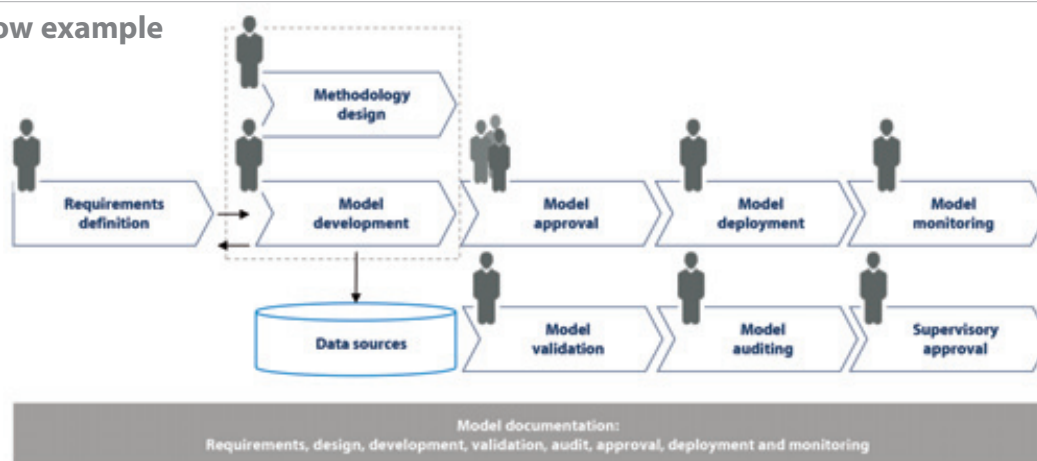 ow example
Methodology
design
Requirements
definition
Model
development
Model
approval
Model
deployment
Model
monitoring
Data sources
Model
validation
Model
auditing
Supervisory
approval
Model documentation:
Requirements, design, development, validation, audit, approval, deployment and monitoring